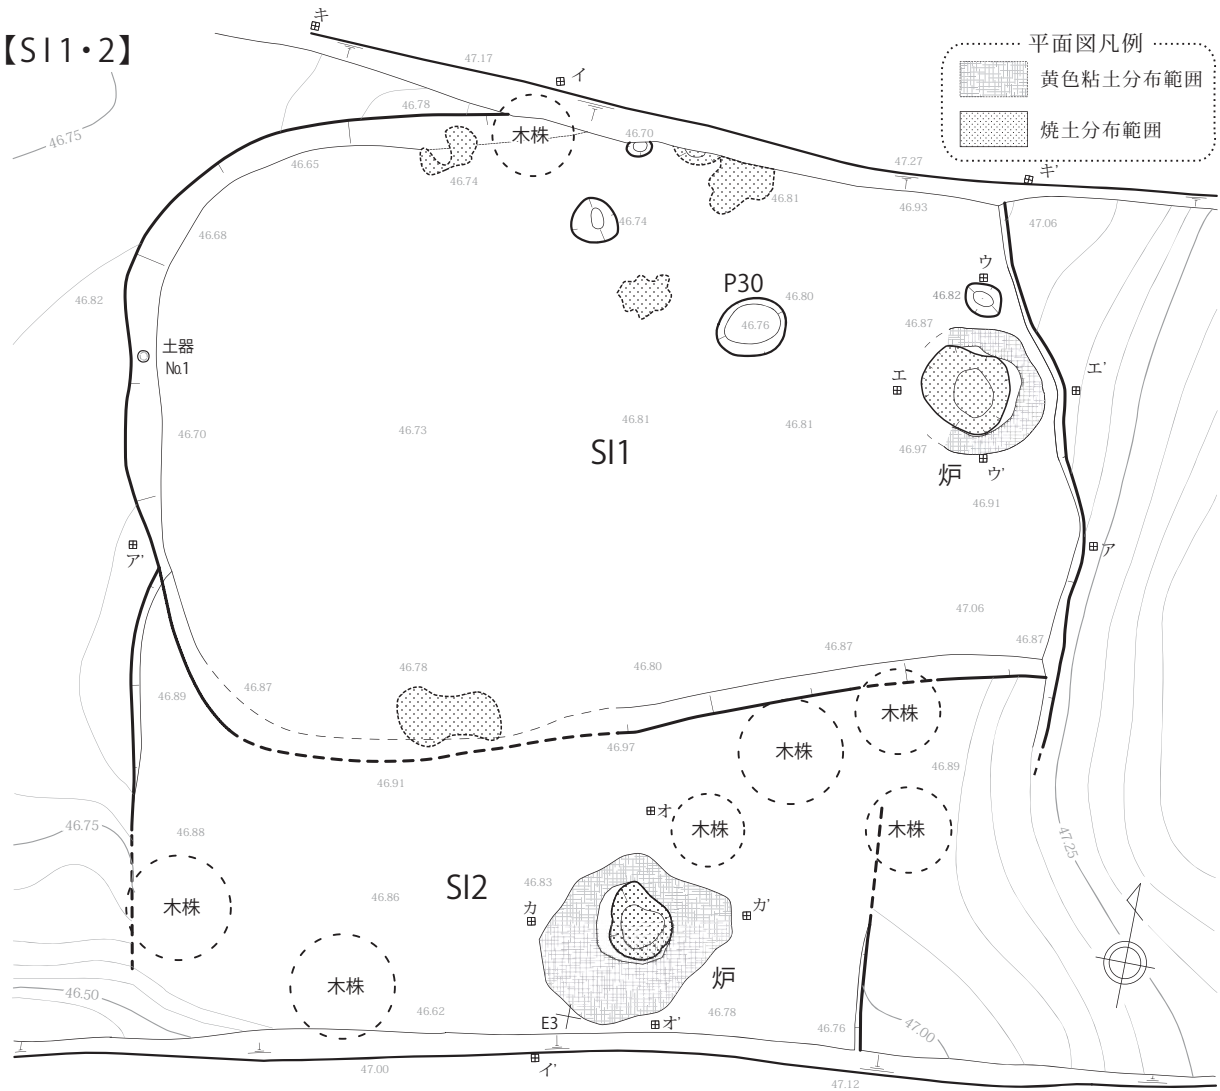 【SI1・2】
平面図凡例
黄色粘土分布範囲
焼土分布範囲
キ
47.17
イ
46.75
46.78
木株
46.70
47.27
キ'
46.65
46.74
46.81
46.93
47.06
46.68
46.74
ウ
46.82
P30
46.80
46.82
46.76
46.87
土器
No.1
エ
エ'
46.70
46.73
46.81
46.81
46.97
SI1
炉
ウ'
46.91
ア'
ア
47.06
46.87
46.87
46.78
46.80
46.89
46.87
木株
46.97
木株
46.89
46.91
オ
46.75
46.88
木株
木株
47.25
46.86
SI2
46.83
カ
カ'
木株
炉
木株
46.50
46.62
E3
オ'
46.78
46.76
47.00
イ'
47.00
47.12